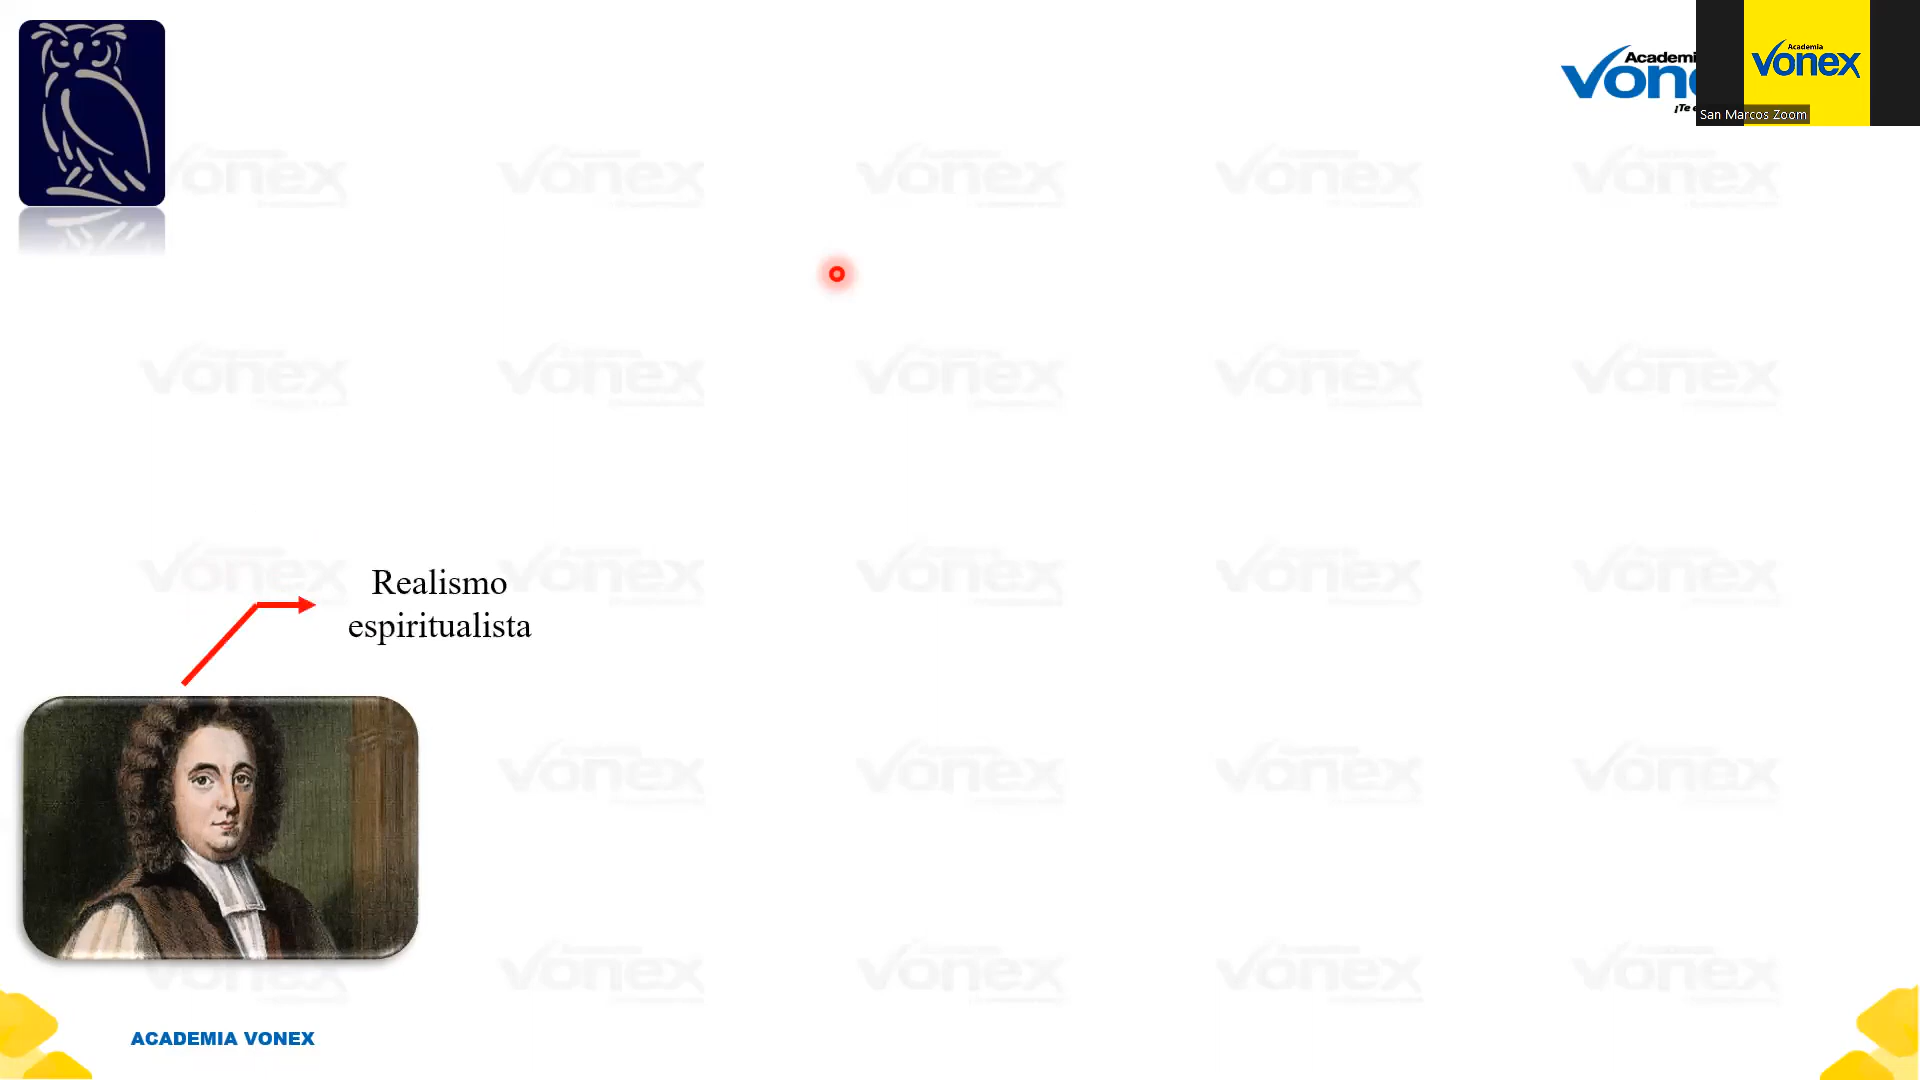 Academia
vonex
San Marcos Zoom
Realismo
espiritualista
ACADEMIA VONEX